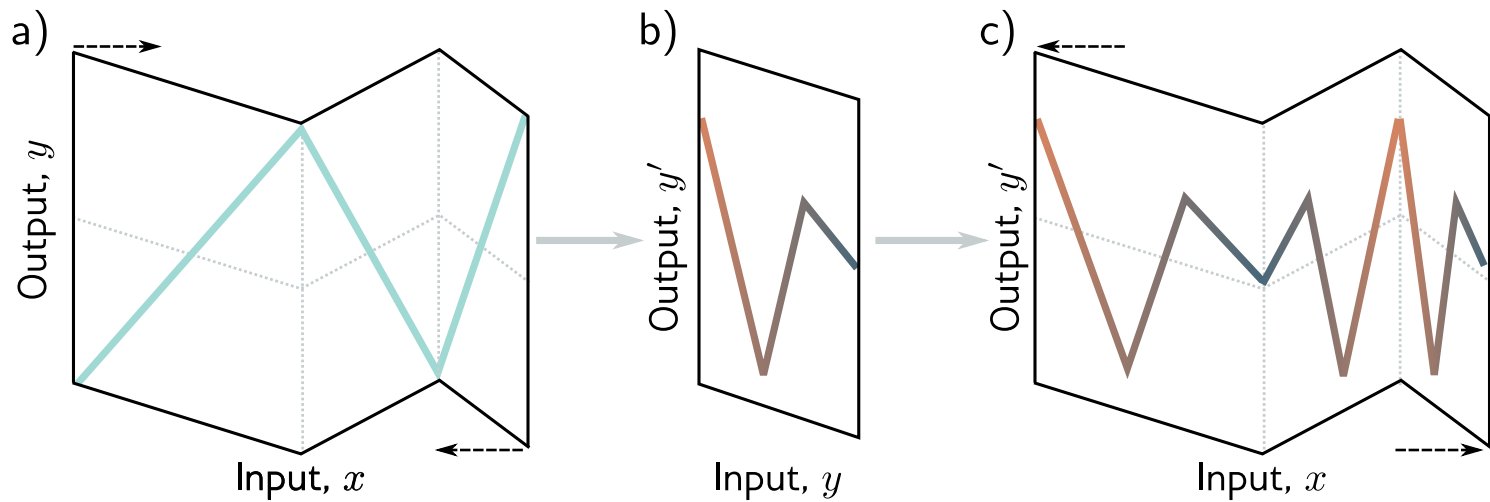 a)
Output, y
Input, x
b)
Output, y′
Input, y
c)
Output, y′
Input, x